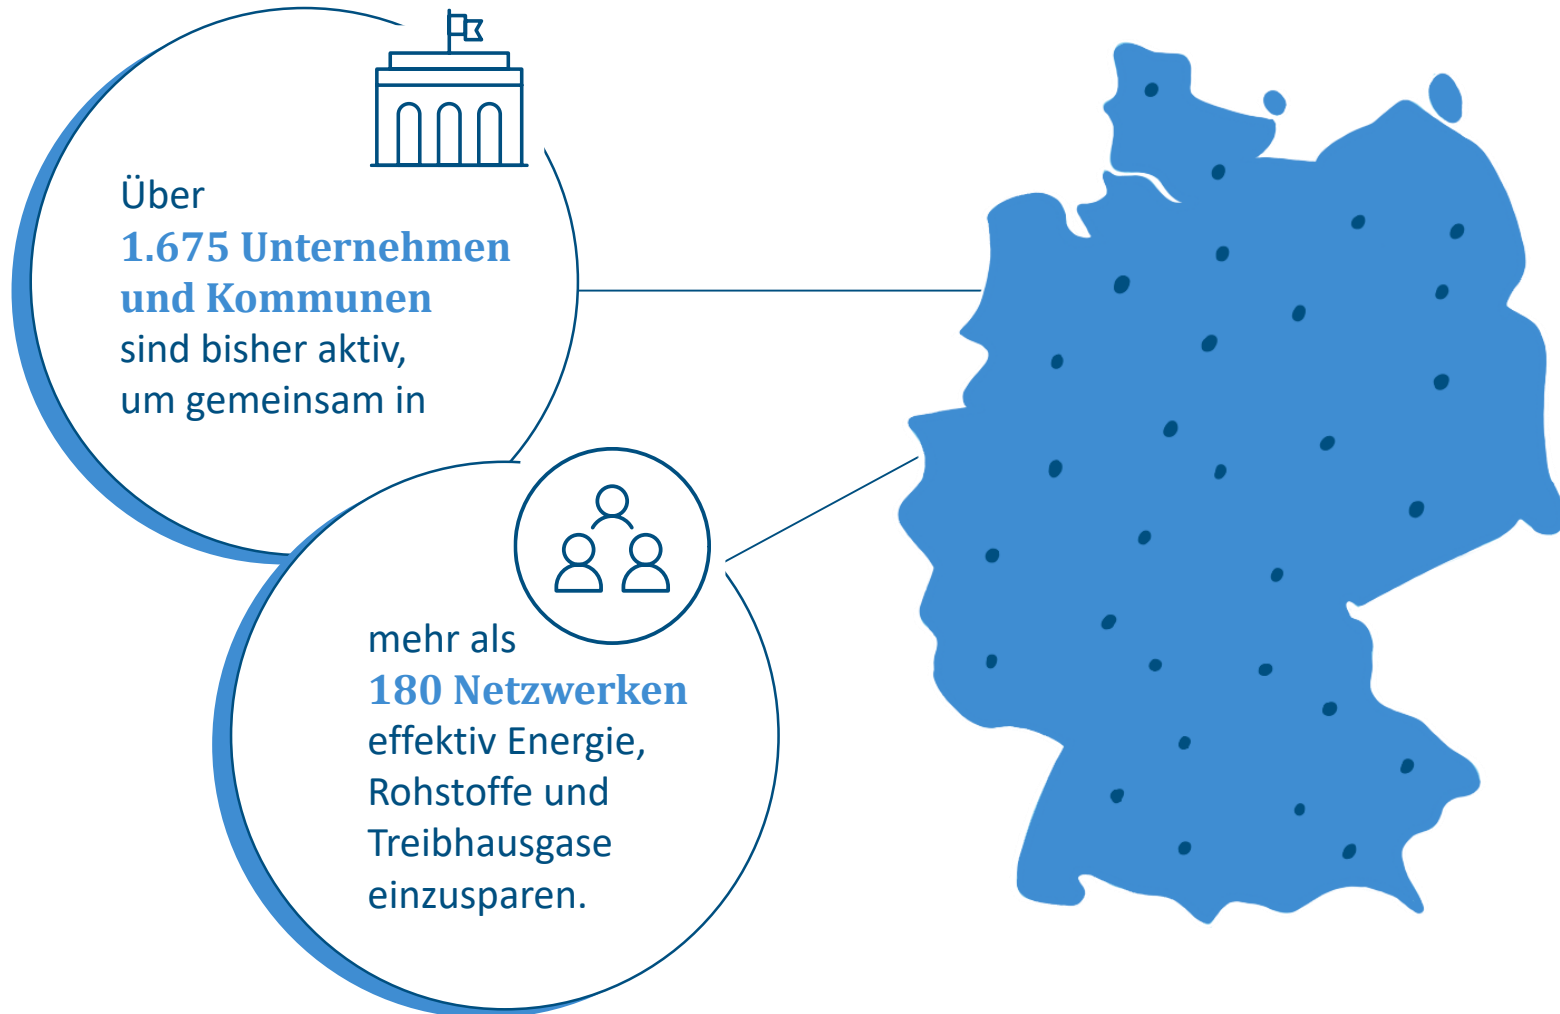 Über
1.675 Unternehmen
und Kommunen
sind bisher aktiv,
um gemeinsam in
mehr als
180 Netzwerken
effektiv Energie,
Rohstoffe und
Treibhausgase
einzusparen.